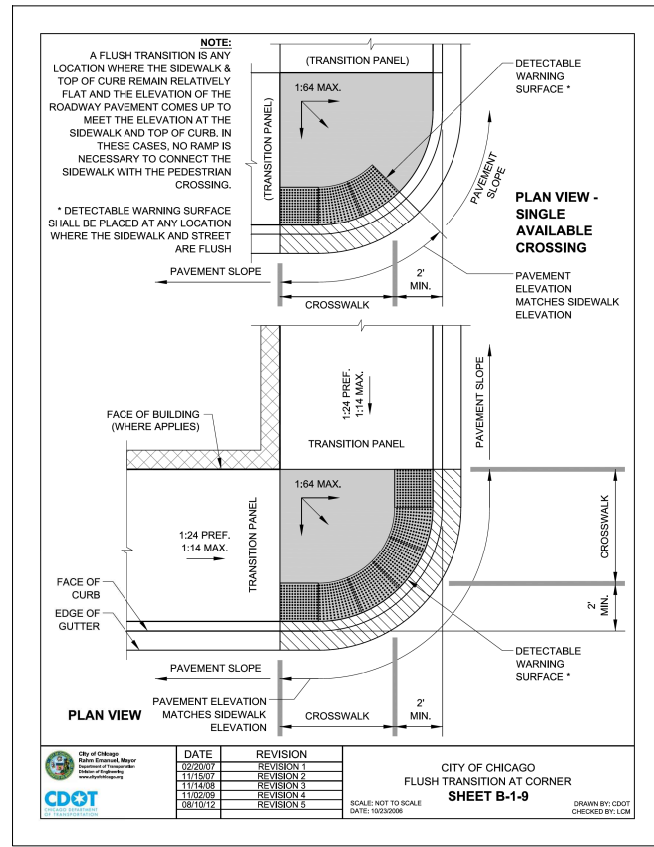 NOTE:
A FLUSH TRANSITION IS ANY
LOCATION WHERE THE SIDEWALK &
TOP OF CURB REMAIN RELATIVELY
FLAT AND THE ELEVATION OF THE
ROADWAY PAVEMENT COMES UP TO
MEET THE ELEVATION AT THE
SIDEWALK AND TOP OF CURB. IN
THESE CASES, NO RAMP IS
NECESSARY TO CONNECT THE
SIDEWALK WITH THE PEDESTRIAN
CROSSING.
* DETECTABLE WARNING SURFACE
SHALL BE PLACED AT ANY LOCATION
WHERE THE SIDEWALK AND STREET
ARE FLUSH
(TRANSITION PANEL)
1:64 MAX.
(TRANSITION PANEL)
DETECTABLE
WARNING
SURFACE *
PAVEMENT
SLOPE
PLAN VIEW -
SINGLE
AVAILABLE
CROSSING
PAVEMENT SLOPE
2'
MIN.
CROSSWALK
PAVEMENT
ELEVATION
MATCHES SIDEWALK
ELEVATION
1:24 PREF.
1:14 MAX.
PAVEMENT SLOPE
FACE OF BUILDING
(WHERE APPLIES)
TRANSITION PANEL
1:64 MAX.
1:24 PREF.
1:14 MAX.
TRANSITION PANEL
CROSSWALK
FACE OF
CURB
EDGE OF
GUTTER
2'
MIN.
DETECTABLE
WARNING
SURFACE *
PAVEMENT SLOPE
PAVEMENT ELEVATION
MATCHES SIDEWALK
ELEVATION
CROSSWALK
2'
MIN.
PLAN VIEW
City of Chicago
Rahm Emanuel, Mayor
Department of Transportation
Division of Engineering
www.cityofchicago.org
CDOT
CHICAGO DEPARTMENT
OF TRANSPORTATION
DATE REVISION
02/20/07 REVISION 1
11/15/07 REVISION 2
11/14/08 REVISION 3
11/02/09 REVISION 4
08/10/12 REVISION 5
CITY OF CHICAGO
FLUSH TRANSITION AT CORNER
SHEET B-1-9
SCALE: NOT TO SCALE
DATE: 10/23/2006
DRAWN BY: CDOT
CHECKED BY: LCM